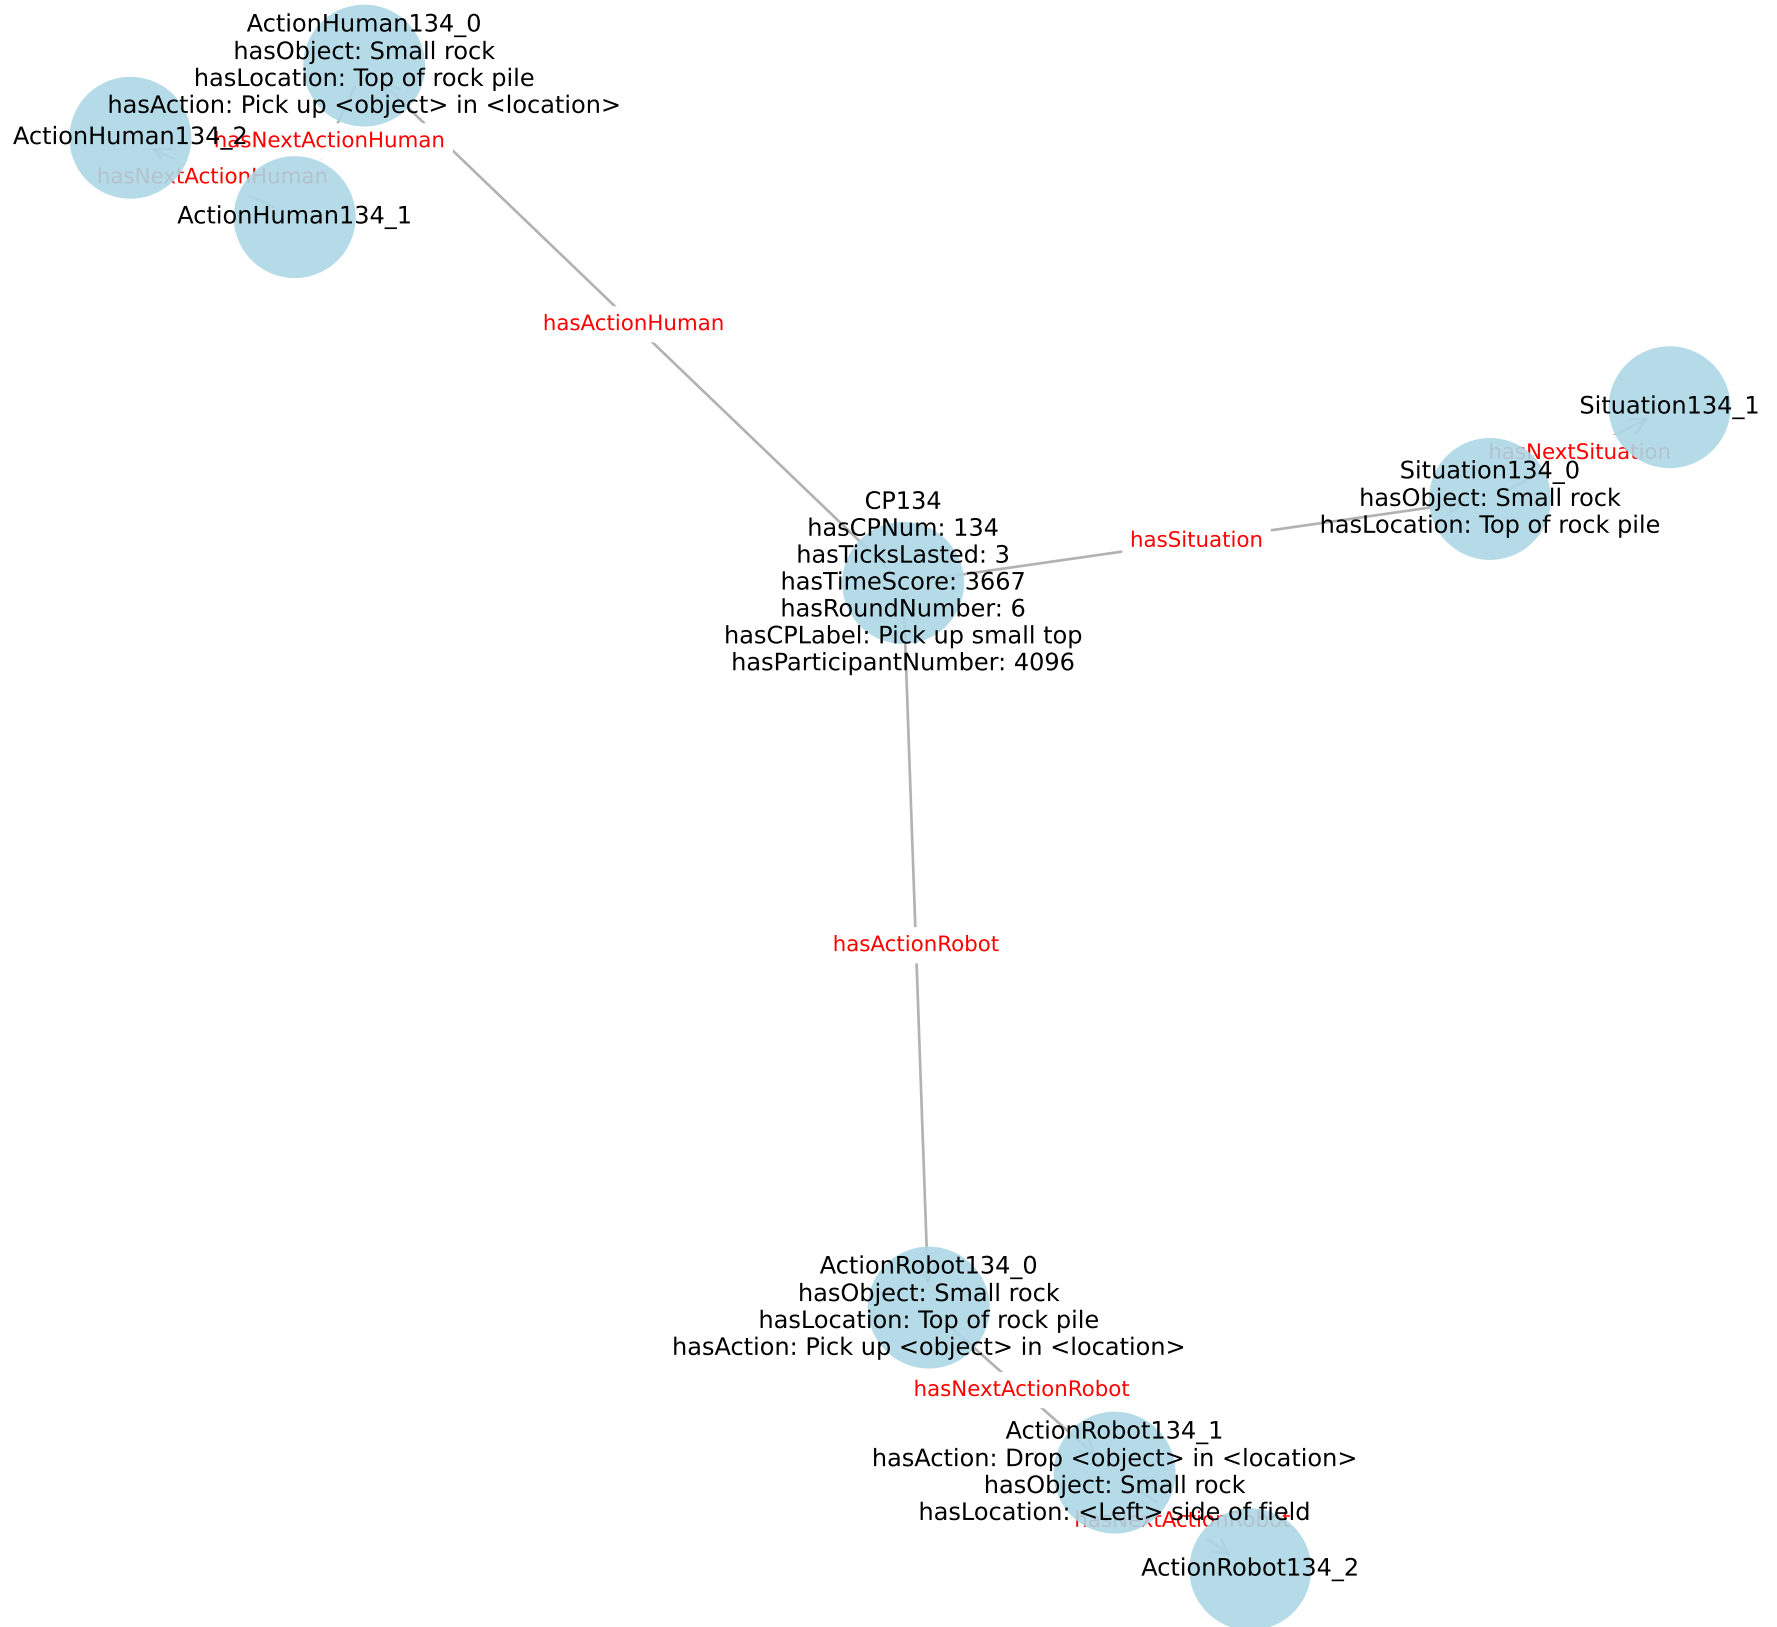 ActionHuman134_0
hasObject: Small rock
hasLocation: Top of rock pile
hasAction: Pick up <object> in <location>
ActionHuman134_2
hasNextActionHuman
hasNextActionHuman
ActionHuman134_1
hasActionHuman
Situation134_1
hasNextSituation
Situation134_0
hasObject: Small rock
hasLocation: Top of rock pile
hasSituation
CP134
hasCPNum: 134
hasTicksLasted: 3
hasTimeScore: 3667
hasRoundNumber: 6
hasCPLabel: Pick up small top
hasParticipantNumber: 4096
hasActionRobot
ActionRobot134_0
hasObject: Small rock
hasLocation: Top of rock pile
hasAction: Pick up <object> in <location>
hasNextActionRobot
ActionRobot134_1
hasAction: Drop <object> in <location>
hasObject: Small rock
hasLocation: <Left> side of field
hasNextActionRobot
ActionRobot134_2